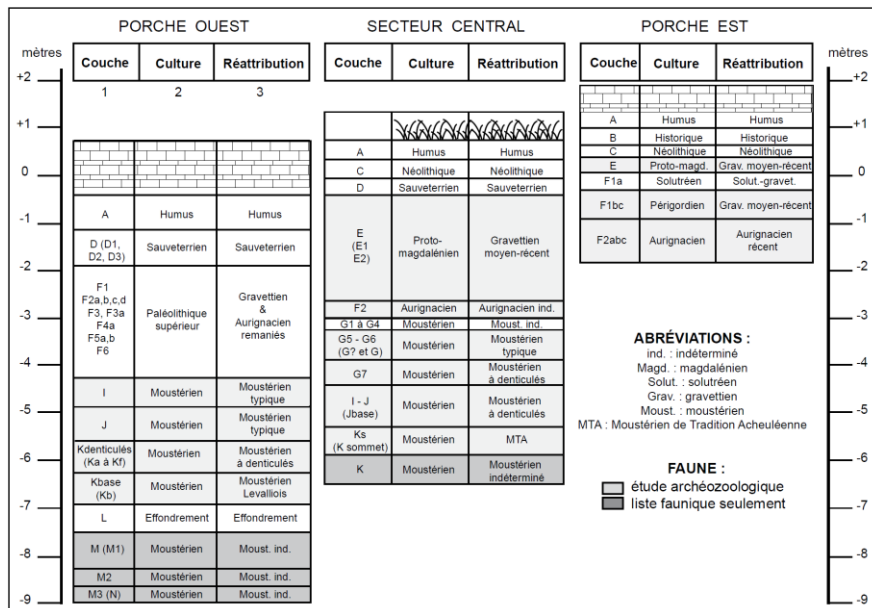 PORCHE OUEST
mètres
Couche Culture Réattribution
1 2 3
A Humus Humus
D (D1, D2, D3) Sauveterrien Sauveterrien
F1
F2a,b,c,d
F3, F3a
F4a
F5a,b
F6
Paléolithique
supérieur
Gravettien
&
Aurignacien
remaniés
I Moustérien Moustérien typique
J Moustérien Moustérien typique
Kdenticulés (Ka à Kf) Moustérien Moustérien à denticulés
Kbase (Kb) Moustérien Moustérien Levalliois
L Effondrement Effondrement
M (M1) Moustérien Moust. ind.
M2 Moustérien Moust. ind.
M3 (N) Moustérien Moust. ind.
+2
+1
0
-1
-2
-3
-4
-5
-6
-7
-8
-9
SECTEUR CENTRAL
Couche Culture Réattribution
A Humus Humus
C Néolithique Néolithique
D Sauveterrien Sauveterrien
E (E1 E2) Proto-magdalénien Gravettien moyen-récent
F2 Aurignacien Aurignacien ind.
G1 à G4 Moustérien Moust. ind.
G5 - G6 (G? et G) Moustérien Moustérien typique
G7 Moustérien Moustérien à denticulés
I - J (Jbase) Moustérien Moustérien à denticulés
Ks (K sommet) Moustérien MTA
K Moustérien Moustérien indéterminé
PORCHE EST
mètres
Couche Culture Réattribution
A Humus Humus
B Historique Historique
C Néolithique Néolithique
E Proto-magd. Grav. moyen-récent
F1a Solutréen Solut.-gravet.
F1bc Périgordien Grav. moyen-récent
F2abc Aurignacien Aurignacien récent
+2
+1
0
-1
-2
-3
-4
-5
-6
-7
-8
-9
ABRÉVIATIONS :
ind. : indéterminé
Magd. : magdalénien
Solut. : solutréen
Grav. : gravettien
Moust. : moustérien
MTA : Moustérien de Tradition Acheuléenne
FAUNE :
étude archéozoologique
liste faunique seulement